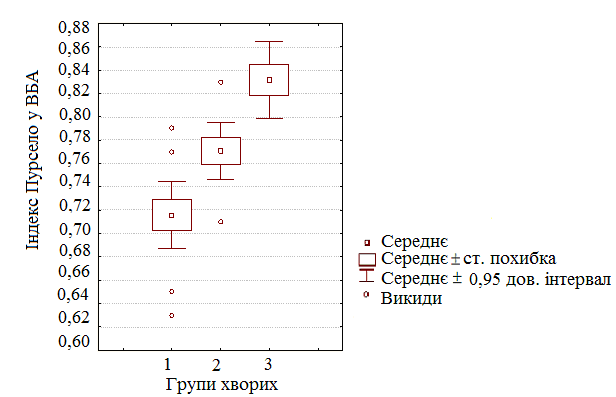 Індекс Пурсело у ВБА
0,88
0,86
0,84
0,82
0,80
0,78
0,76
0,74
0,72
0,70
0,68
0,66
0,64
0,62
0,60
1 2 3
Групи хворих
Середнє
Середнє ± ст. похибка
Середнє ± 0,95 дов. інтервал
Викиди